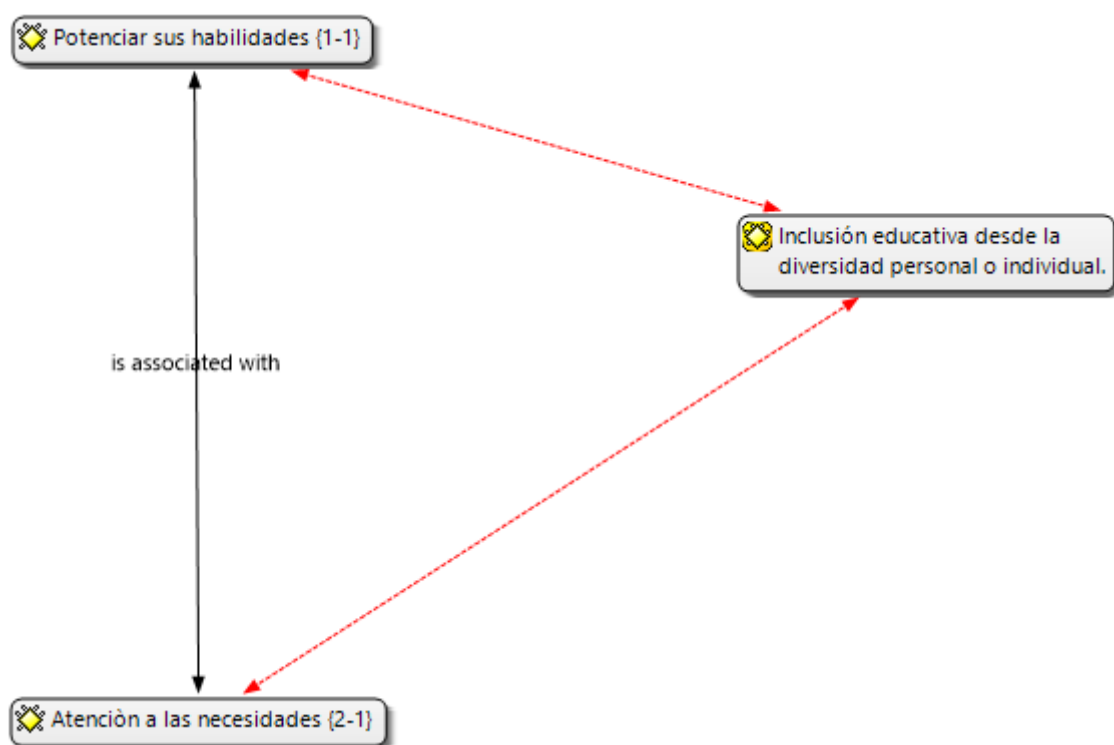 Potenciar sus habilidades {1-1}
Inclusión educativa desde la
diversidad personal o individual.
is associated with
Atenciòn a las necesidades {2-1}